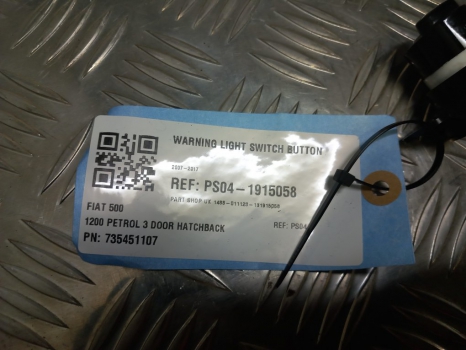 WARNING LIGHT SWITCH BUTTON
2007-2017
REF: PS04-1915058
FIAT 500
REF: PS04
1200 PETROL 3 DOOR HATCHBACK
PN: 735451107